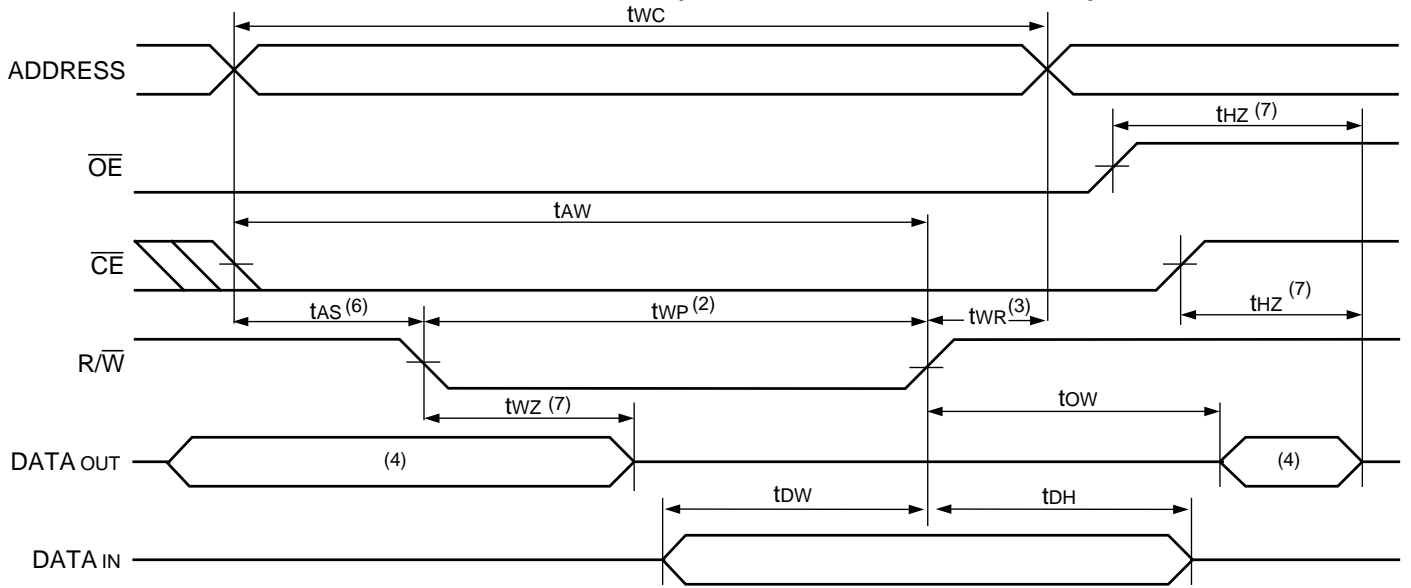 tWC
ADDRESS
tHZ (7)
OE
tAW
CE
tAS (6)
tWP (2)
tWR (3)
tHZ (7)
R/W
tWZ (7)
tOW
DATA OUT
(4)
(4)
tDW
tDH
DATA IN